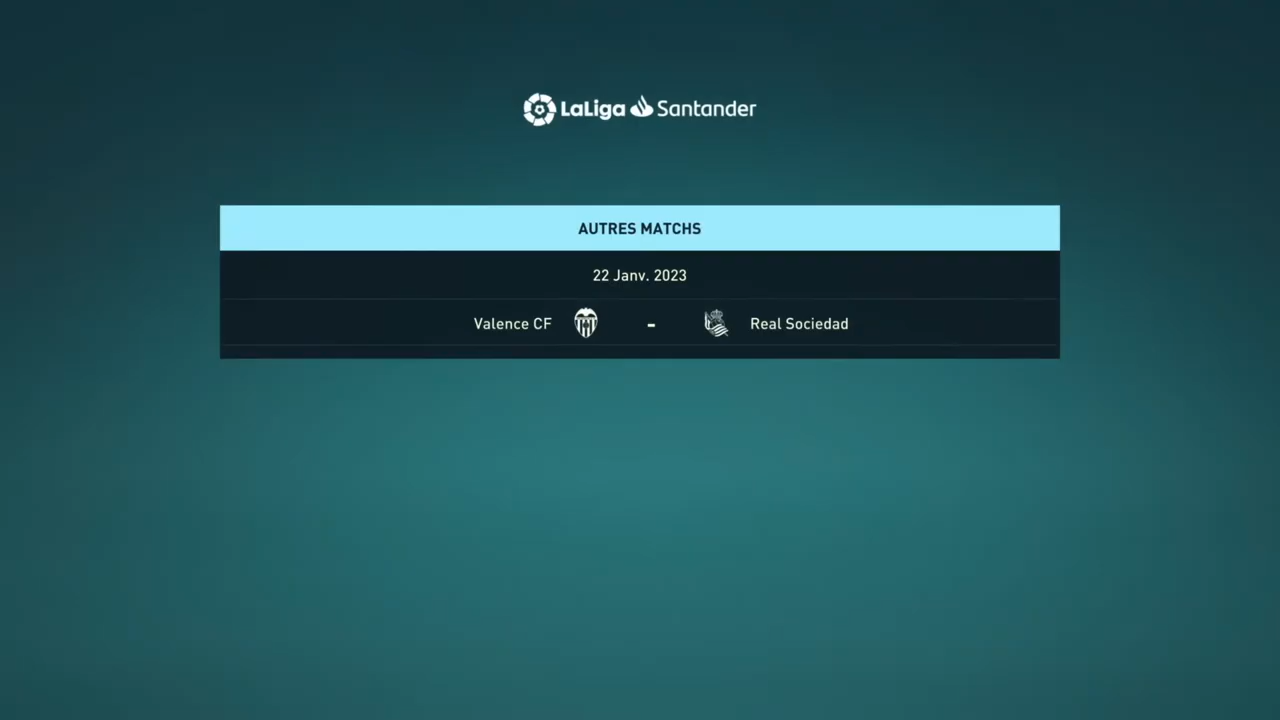 LaLiga Santander
AUTRES MATCHS
22 Janv. 2023
Valence CF - Real Sociedad